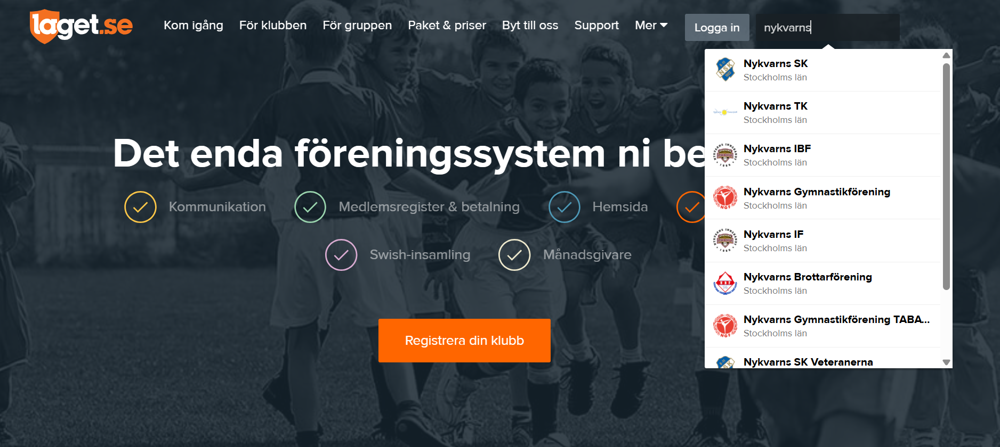 laget.se
Kom igång
För klubben
För gruppen
Paket & priser
Byt till oss
Support
Mer
Logga in
nykvarns
Nykvarns SK
Stockholms län
Nykvarns TK
Stockholms län
Nykvarns IBF
Stockholms län
Nykvarns Gymnastikförening
Stockholms län
Nykvarns IF
Stockholms län
Nykvarns Brottarförening
Stockholms län
Nykvarns Gymnastikförening TABA...
Stockholms län
Nykvarns SK Veteranerna
Det enda föreningssystem ni be
Kommunikation
Medlemsregister & betalning
Hemsida
Swish-insamling
Månadsgivare
Registrera din klubb